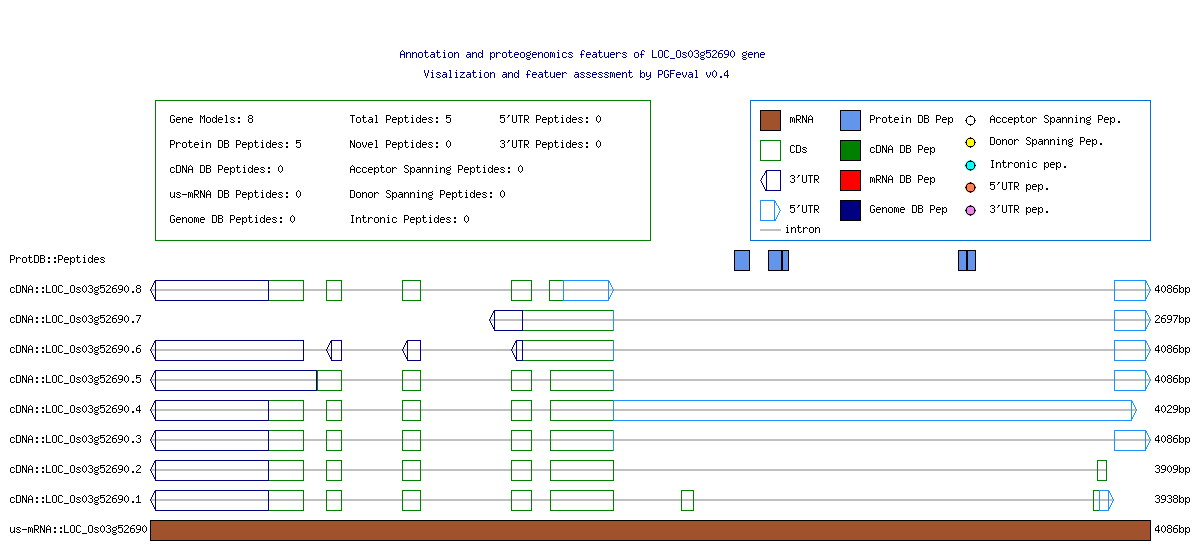 Annotation and proteogenomics featuers of LOC_Os03g52690 gene
Visalization and featuer assessment by PGFeval v0.4
Gene Models: 8 Total Peptides: 5 5'UTR Peptides: 0
Protein DB Peptides: 5 Novel Peptides: 0 3'UTR Peptides: 0
cDNA DB Peptides: 0 Acceptor Spanning Peptides: 0
us-mRNA DB Peptides: 0 Donor Spanning Peptides: 0
Genome DB Peptides: 0 Intronic Peptides: 0
mRNA Protein DB Pep Acceptor Spanning Pep.
CDs cDNA DB Pep Donor Spanning Pep.
3'UTR mRNA DB Pep Intronic pep.
5'UTR Genome DB Pep 5'UTR pep.
intron 3'UTR pep.
ProtDB::Peptides
cDNA::LOC_Os03g52690.8 4086bp
cDNA::LOC_Os03g52690.7 2697bp
cDNA::LOC_Os03g52690.6 4086bp
cDNA::LOC_Os03g52690.5 4086bp
cDNA::LOC_Os03g52690.4 4029bp
cDNA::LOC_Os03g52690.3 4086bp
cDNA::LOC_Os03g52690.2 3909bp
cDNA::LOC_Os03g52690.1 3938bp
us-mRNA::LOC_Os03g52690 4086bp